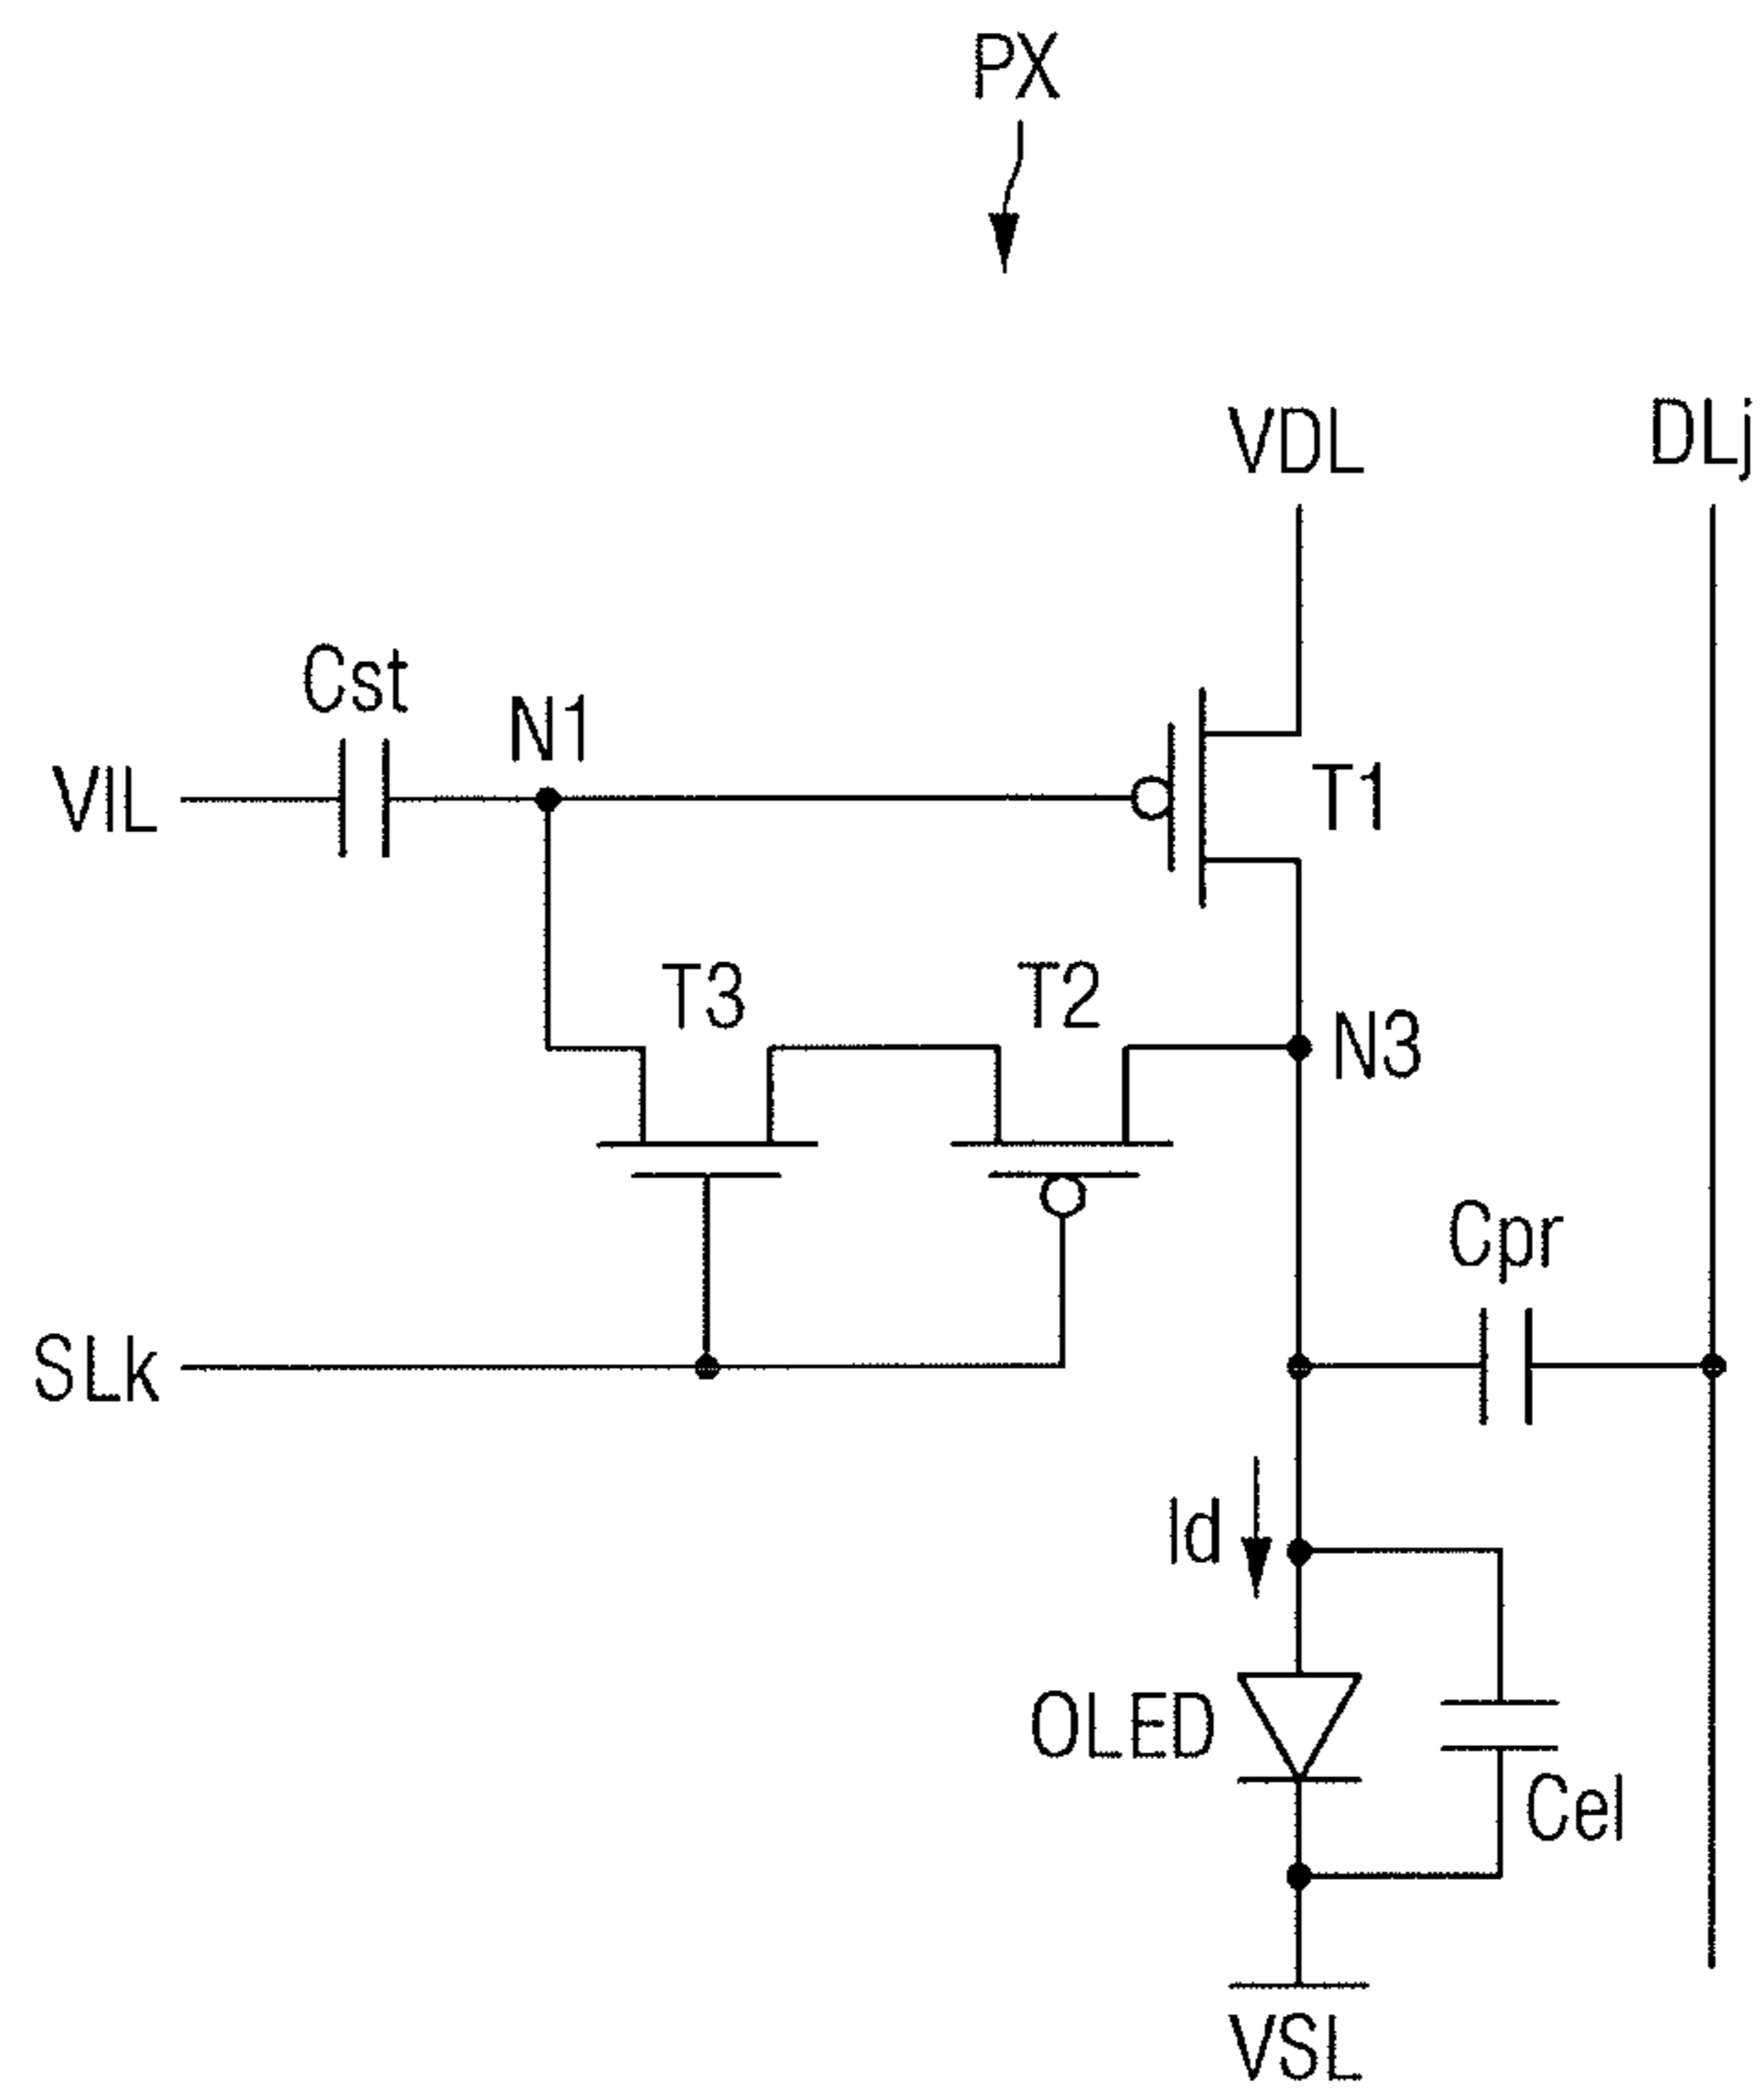 PX
VDL
DLj
Cst
N1
VIL
T1
T3
T2
N3
Cpr
SLk
Id
OLED
Cel
VSL